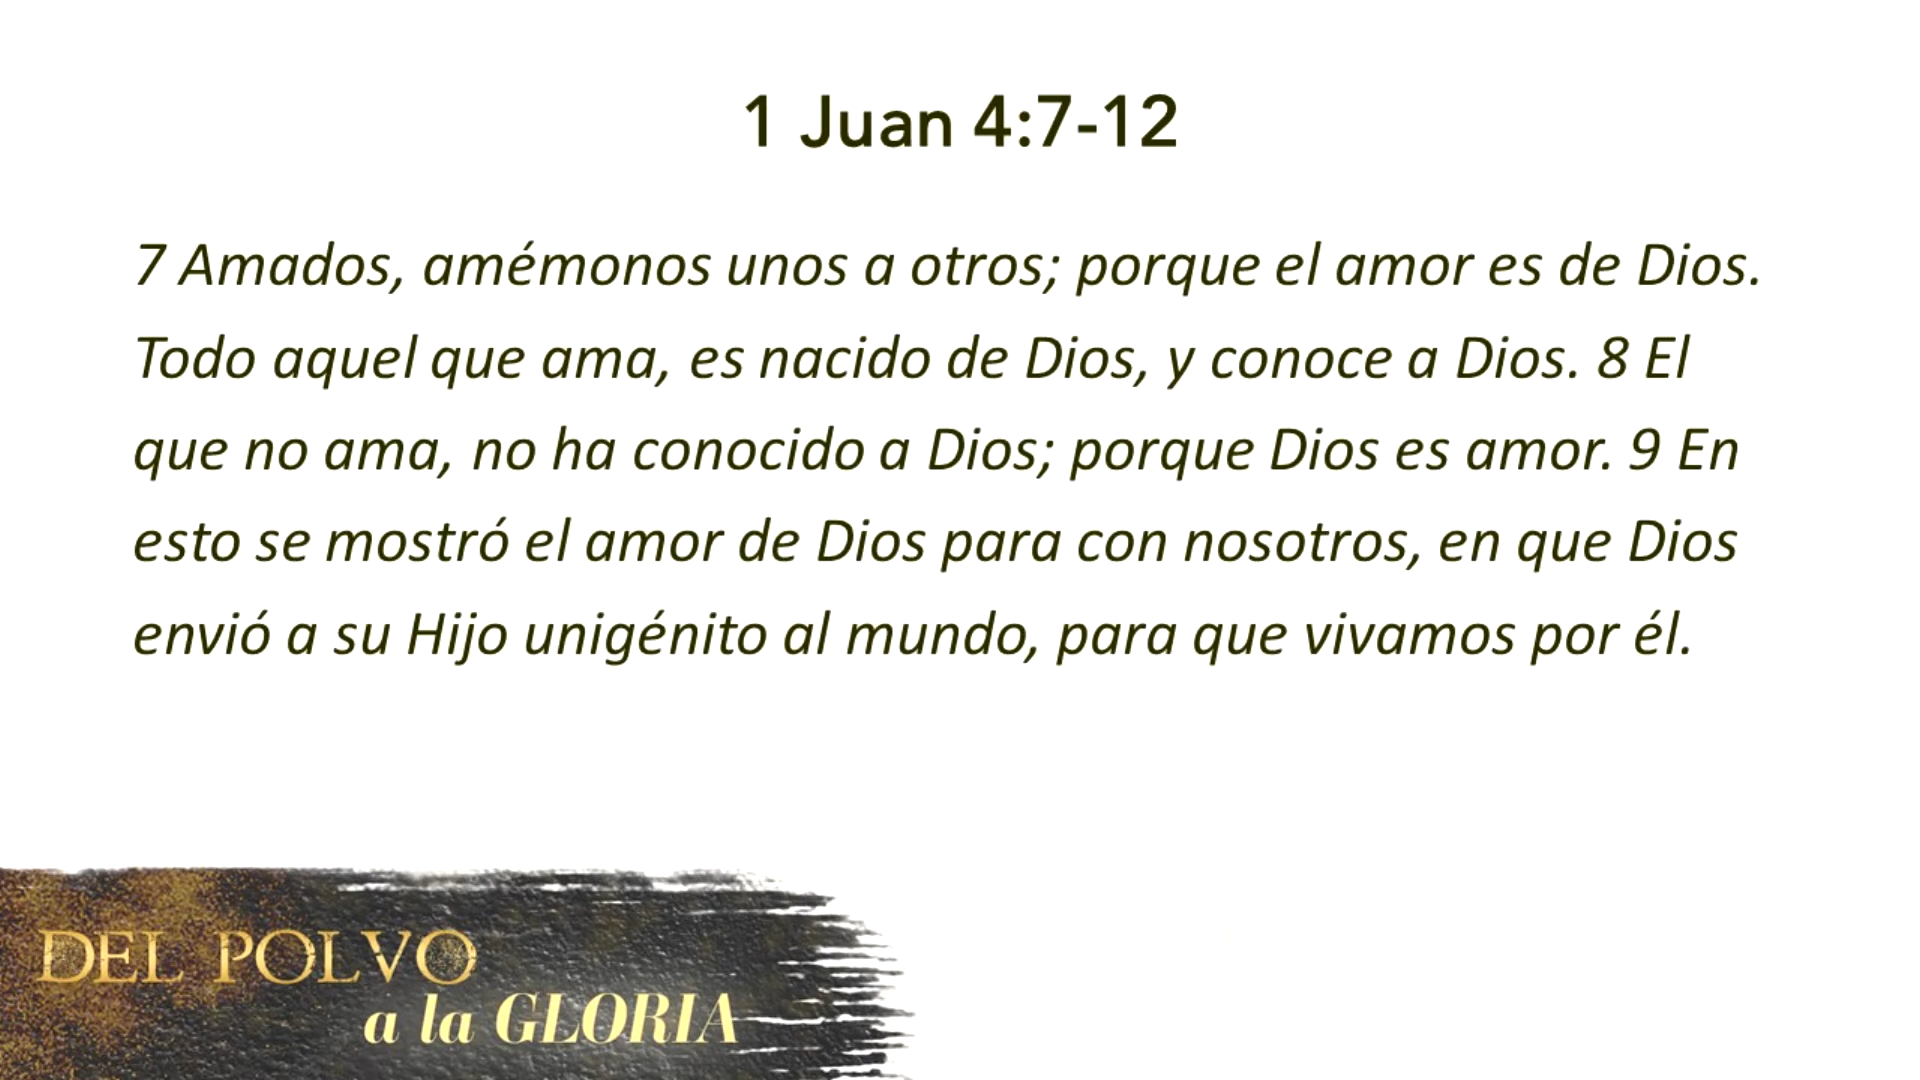 1 Juan 4:7-12
7 Amados, amémonos unos a otros; porque el amor es de Dios.
Todo aquel que ama, es nacido de Dios, y conoce a Dios. 8 El
que no ama, no ha conocido a Dios; porque Dios es amor. 9 En
esto se mostró el amor de Dios para con nosotros, en que Dios
envió a su Hijo unigénito al mundo, para que vivamos por él.
DEL POLVO
a la GLORIA